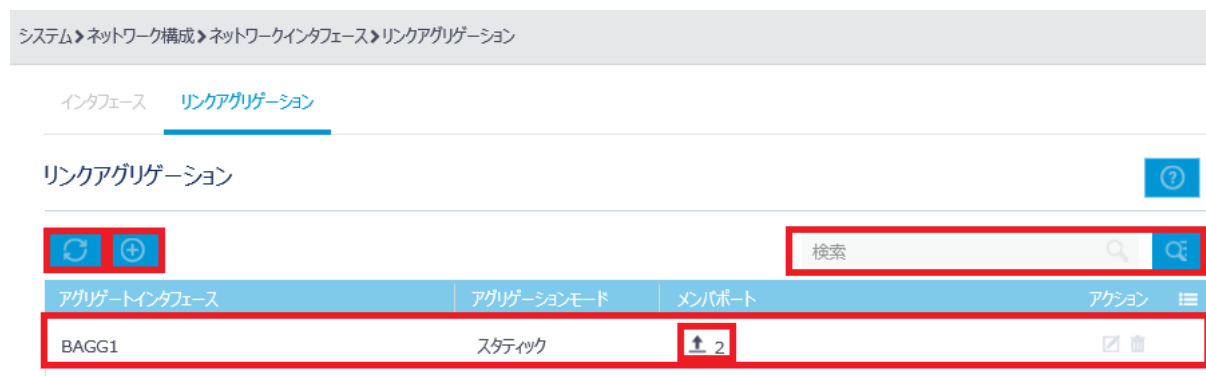 システム>ネットワーク構成>ネットワークインタフェース>リンクアグリゲーション
インタフェース リンクアグリゲーション
リンクアグリゲーション
検索
アグリゲートインタフェース アグリゲーションモード メンバポート アクション
BAGG1 スタティック 2